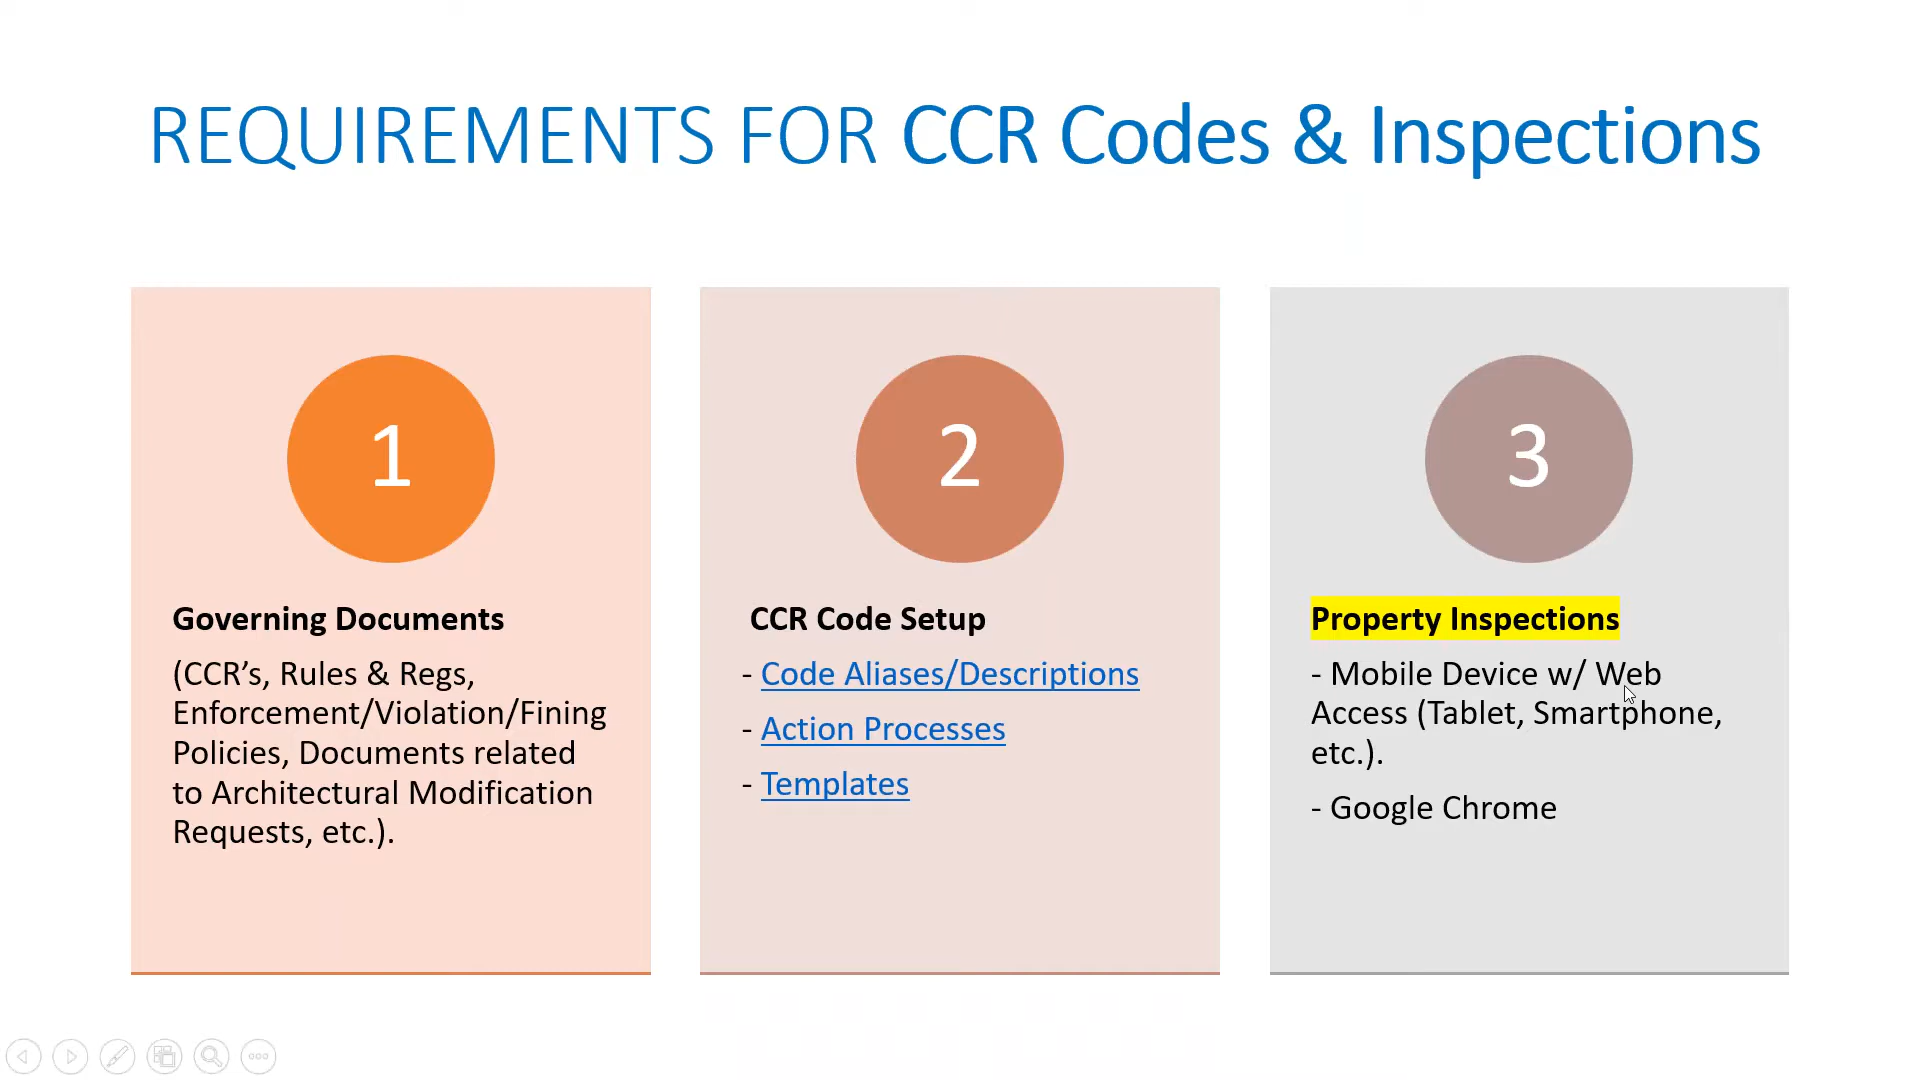 REQUIREMENTS FOR CCR Codes & Inspections
1
Governing Documents
(CCR’s, Rules & Regs,
Enforcement/Violation/Fining
Policies, Documents related
to Architectural Modification
Requests, etc.).
2
CCR Code Setup
- Code Aliases/Descriptions
- Action Processes
- Templates
3
Property Inspections
- Mobile Device w/ Web
Access (Tablet, Smartphone,
etc.).
- Google Chrome